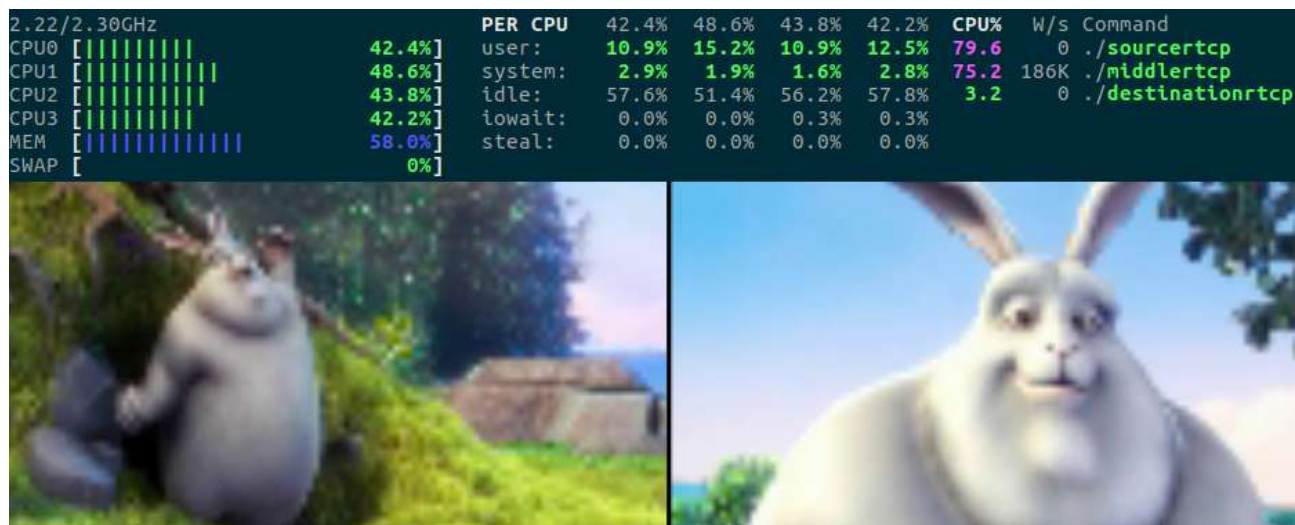 2.22/2.30GHz PER CPU 42.4% 48.6% 43.8% 42.2% CPU% W/s Command
CPU0 [||||||||| 42.4%] user: 10.9% 15.2% 10.9% 12.5% 79.6 0 ./sourcertcp
CPU1 [||||||||||| 48.6%] system: 2.9% 1.9% 1.6% 2.8% 75.2 186K ./middlertcp
CPU2 [|||||||||| 43.8%] idle: 57.6% 51.4% 56.2% 57.8% 3.2 0 ./destinationrtcp
CPU3 [||||||||| 42.2%] iowait: 0.0% 0.0% 0.3% 0.3%
MEM [||||||||||||| 58.0%] steal: 0.0% 0.0% 0.0% 0.0%
SWAP [ 0%]